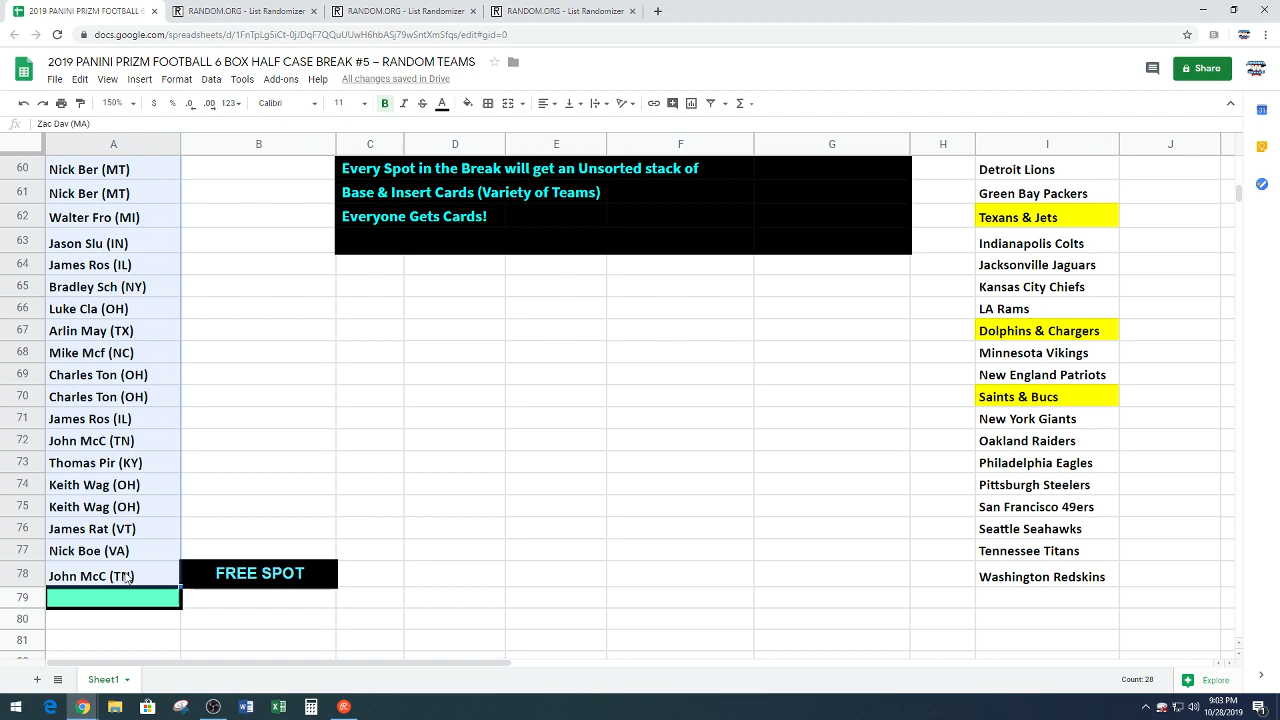 2019 PANINI PRIZM FOOTBALL 6
RANDOM.ORG - List Randomizer
RANDOM.ORG - List Randomizer
RANDOM.ORG - List Randomizer
docs.google.com/spreadsheets/d/1FnTpLg5iCt-0jJDqF7QQuUUwH6hbASj79wSntXmSfqs/edit#gid=0
2019 PANINI PRIZM FOOTBALL 6 BOX HALF CASE BREAK #5 – RANDOM TEAMS
File Edit View Insert Format Data Tools Add-ons Help All changes saved in Drive
Share
150% $ % .0 .00 123 Calibri 11 B I S A
fx Zac Dav (MA)
A B C D E F G H I J
60 Nick Ber (MT) Every Spot in the Break will get an Unsorted stack of Detroit Lions
61 Nick Ber (MT) Base & Insert Cards (Variety of Teams) Green Bay Packers
62 Walter Fro (MI) Everyone Gets Cards! Texans & Jets
63 Jason Slu (IN) Indianapolis Colts
64 James Ros (IL) Jacksonville Jaguars
65 Bradley Sch (NY) Kansas City Chiefs
66 Luke Cla (OH) LA Rams
67 Arlin May (TX) Dolphins & Chargers
68 Mike Mcf (NC) Minnesota Vikings
69 Charles Ton (OH) New England Patriots
70 Charles Ton (OH) Saints & Bucs
71 James Ros (IL) New York Giants
72 John McC (TN) Oakland Raiders
73 Thomas Pir (KY) Philadelphia Eagles
74 Keith Wag (OH) Pittsburgh Steelers
75 Keith Wag (OH) San Francisco 49ers
76 James Rat (VT) Seattle Seahawks
77 Nick Boe (VA) Tennessee Titans
78 John McC (TN) FREE SPOT Washington Redskins
79
80
81
Sheet1
Count: 28
Explore
9:03 PM
10/28/2019